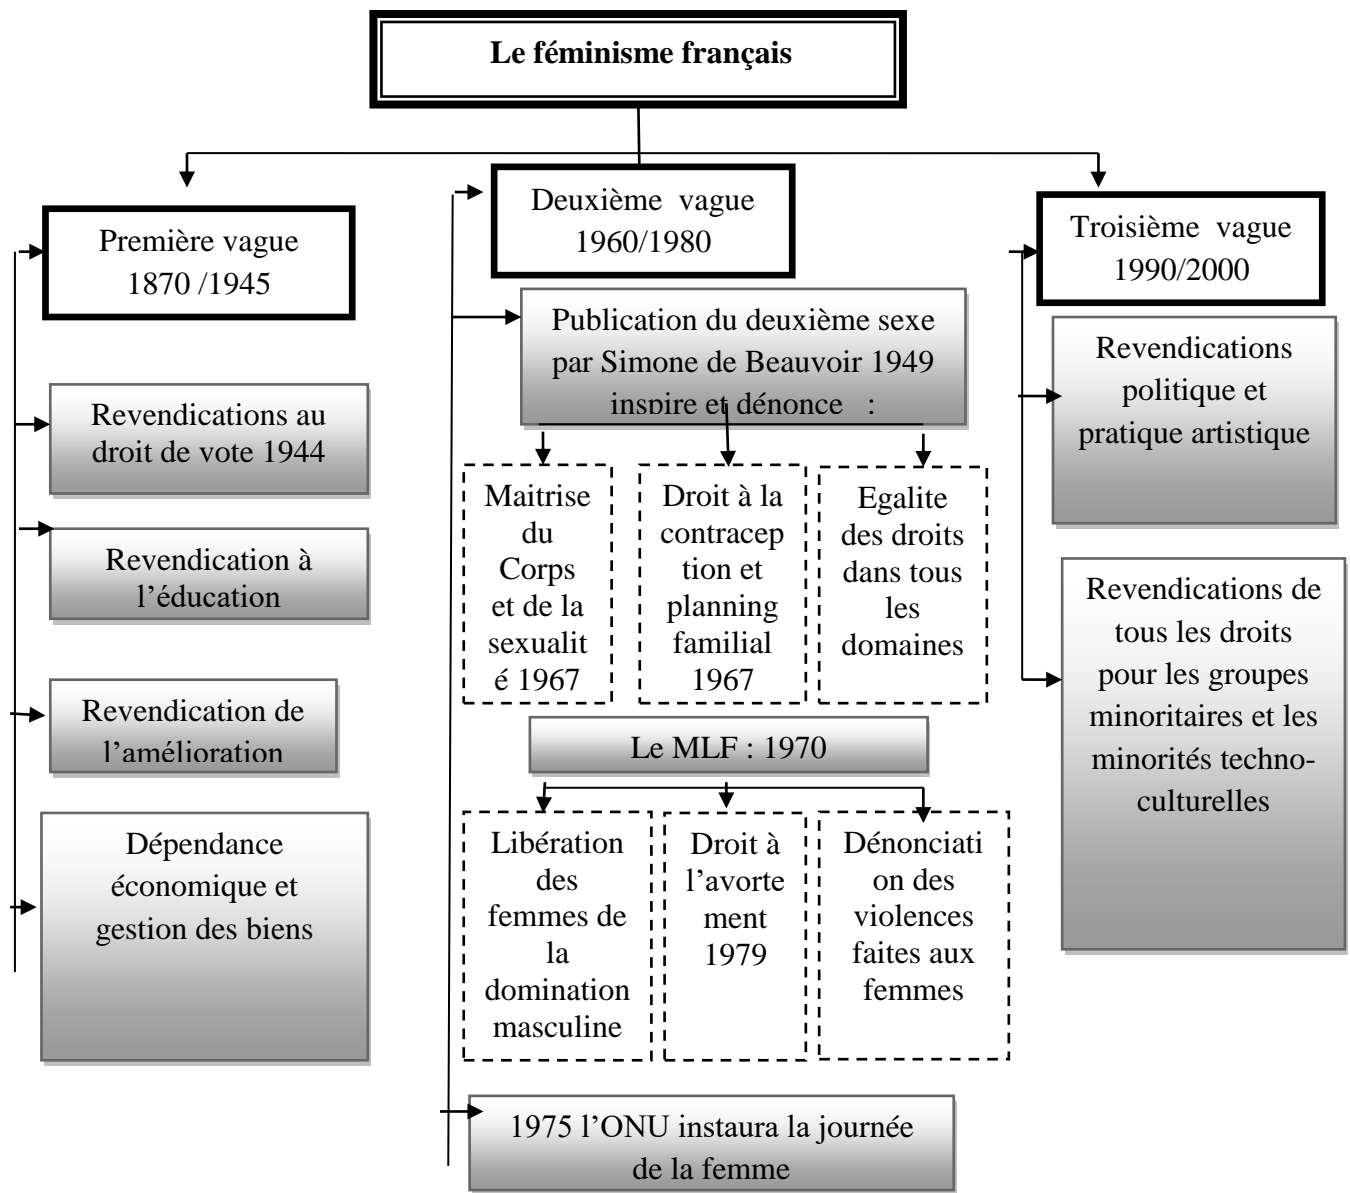 Le féminisme français
Première vague
1870 /1945
Revendications au
droit de vote 1944
Revendication à
l’éducation
Revendication de
l’amélioration
Dépendance
économique et
gestion des biens
Deuxième vague
1960/1980
Publication du deuxième sexe
par Simone de Beauvoir 1949
inspire et dénonce :
Maitrise
du
Corps
et de la
sexualit
é 1967
Droit à la
contracep
tion et
planning
familial
1967
Egalite
des droits
dans tous
les
domaines
Le MLF : 1970
Libération
des
femmes de
la
domination
masculine
Droit à
l’avorte
ment
1979
Dénonciati
on des
violences
faites aux
femmes
1975 l’ONU instaura la journée
de la femme
Troisième vague
1990/2000
Revendications
politique et
pratique artistique
Revendications de
tous les droits
pour les groupes
minoritaires et les
minorités techno-
culturelles